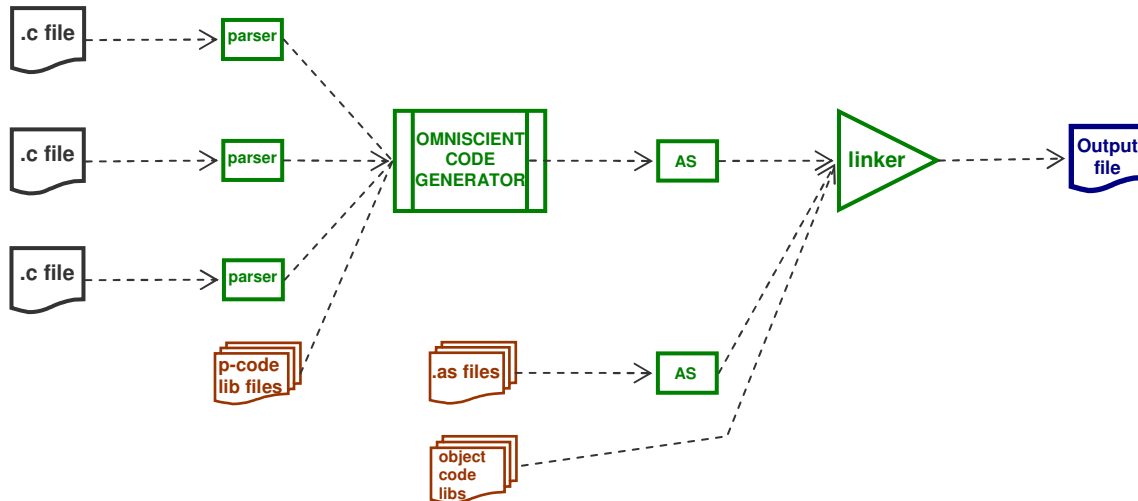 .c file
parser
.c file
parser
OMNISCIENT
CODE
GENERATOR
AS
linker
Output
file
.c file
parser
p-code
lib files
.as files
AS
object
code
libs